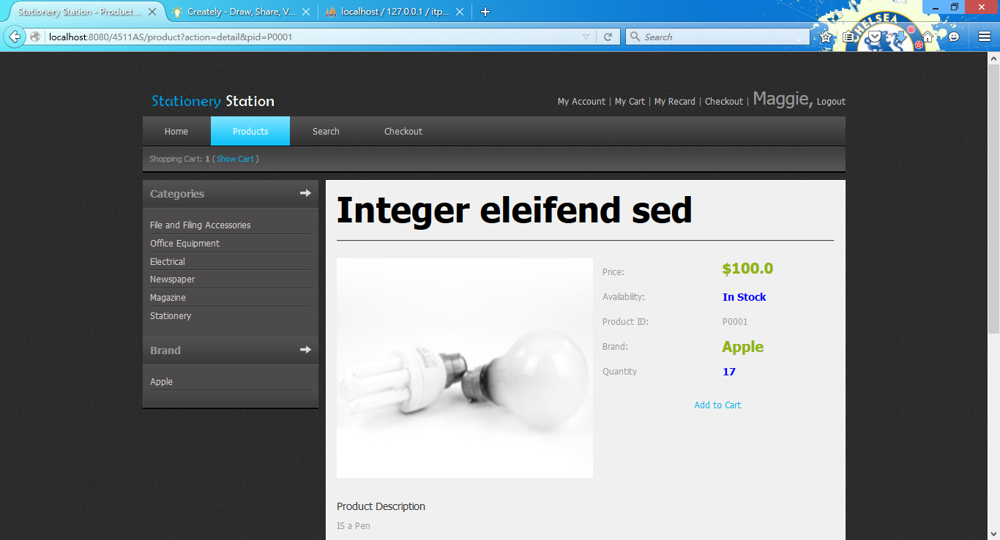 Stationery Station - Product ...
Creately - Draw, Share, V...
localhost / 127.0.0.1 / itp...
localhost:8080/4511AS/product?action=detail&pid=P0001
Search
CHELSEA
Stationery Station
My Account | My Cart | My Recard | Checkout | Maggie, Logout
Home Products Search Checkout
Shopping Cart: 1 ( Show Cart )
Categories
File and Filing Accessories
Office Equipment
Electrical
Newspaper
Magazine
Stationery
Brand
Apple
Integer eleifend sed
Price: $100.0
Availability: In Stock
Product ID: P0001
Brand: Apple
Quantity 17
Add to Cart
Product Description
IS a Pen